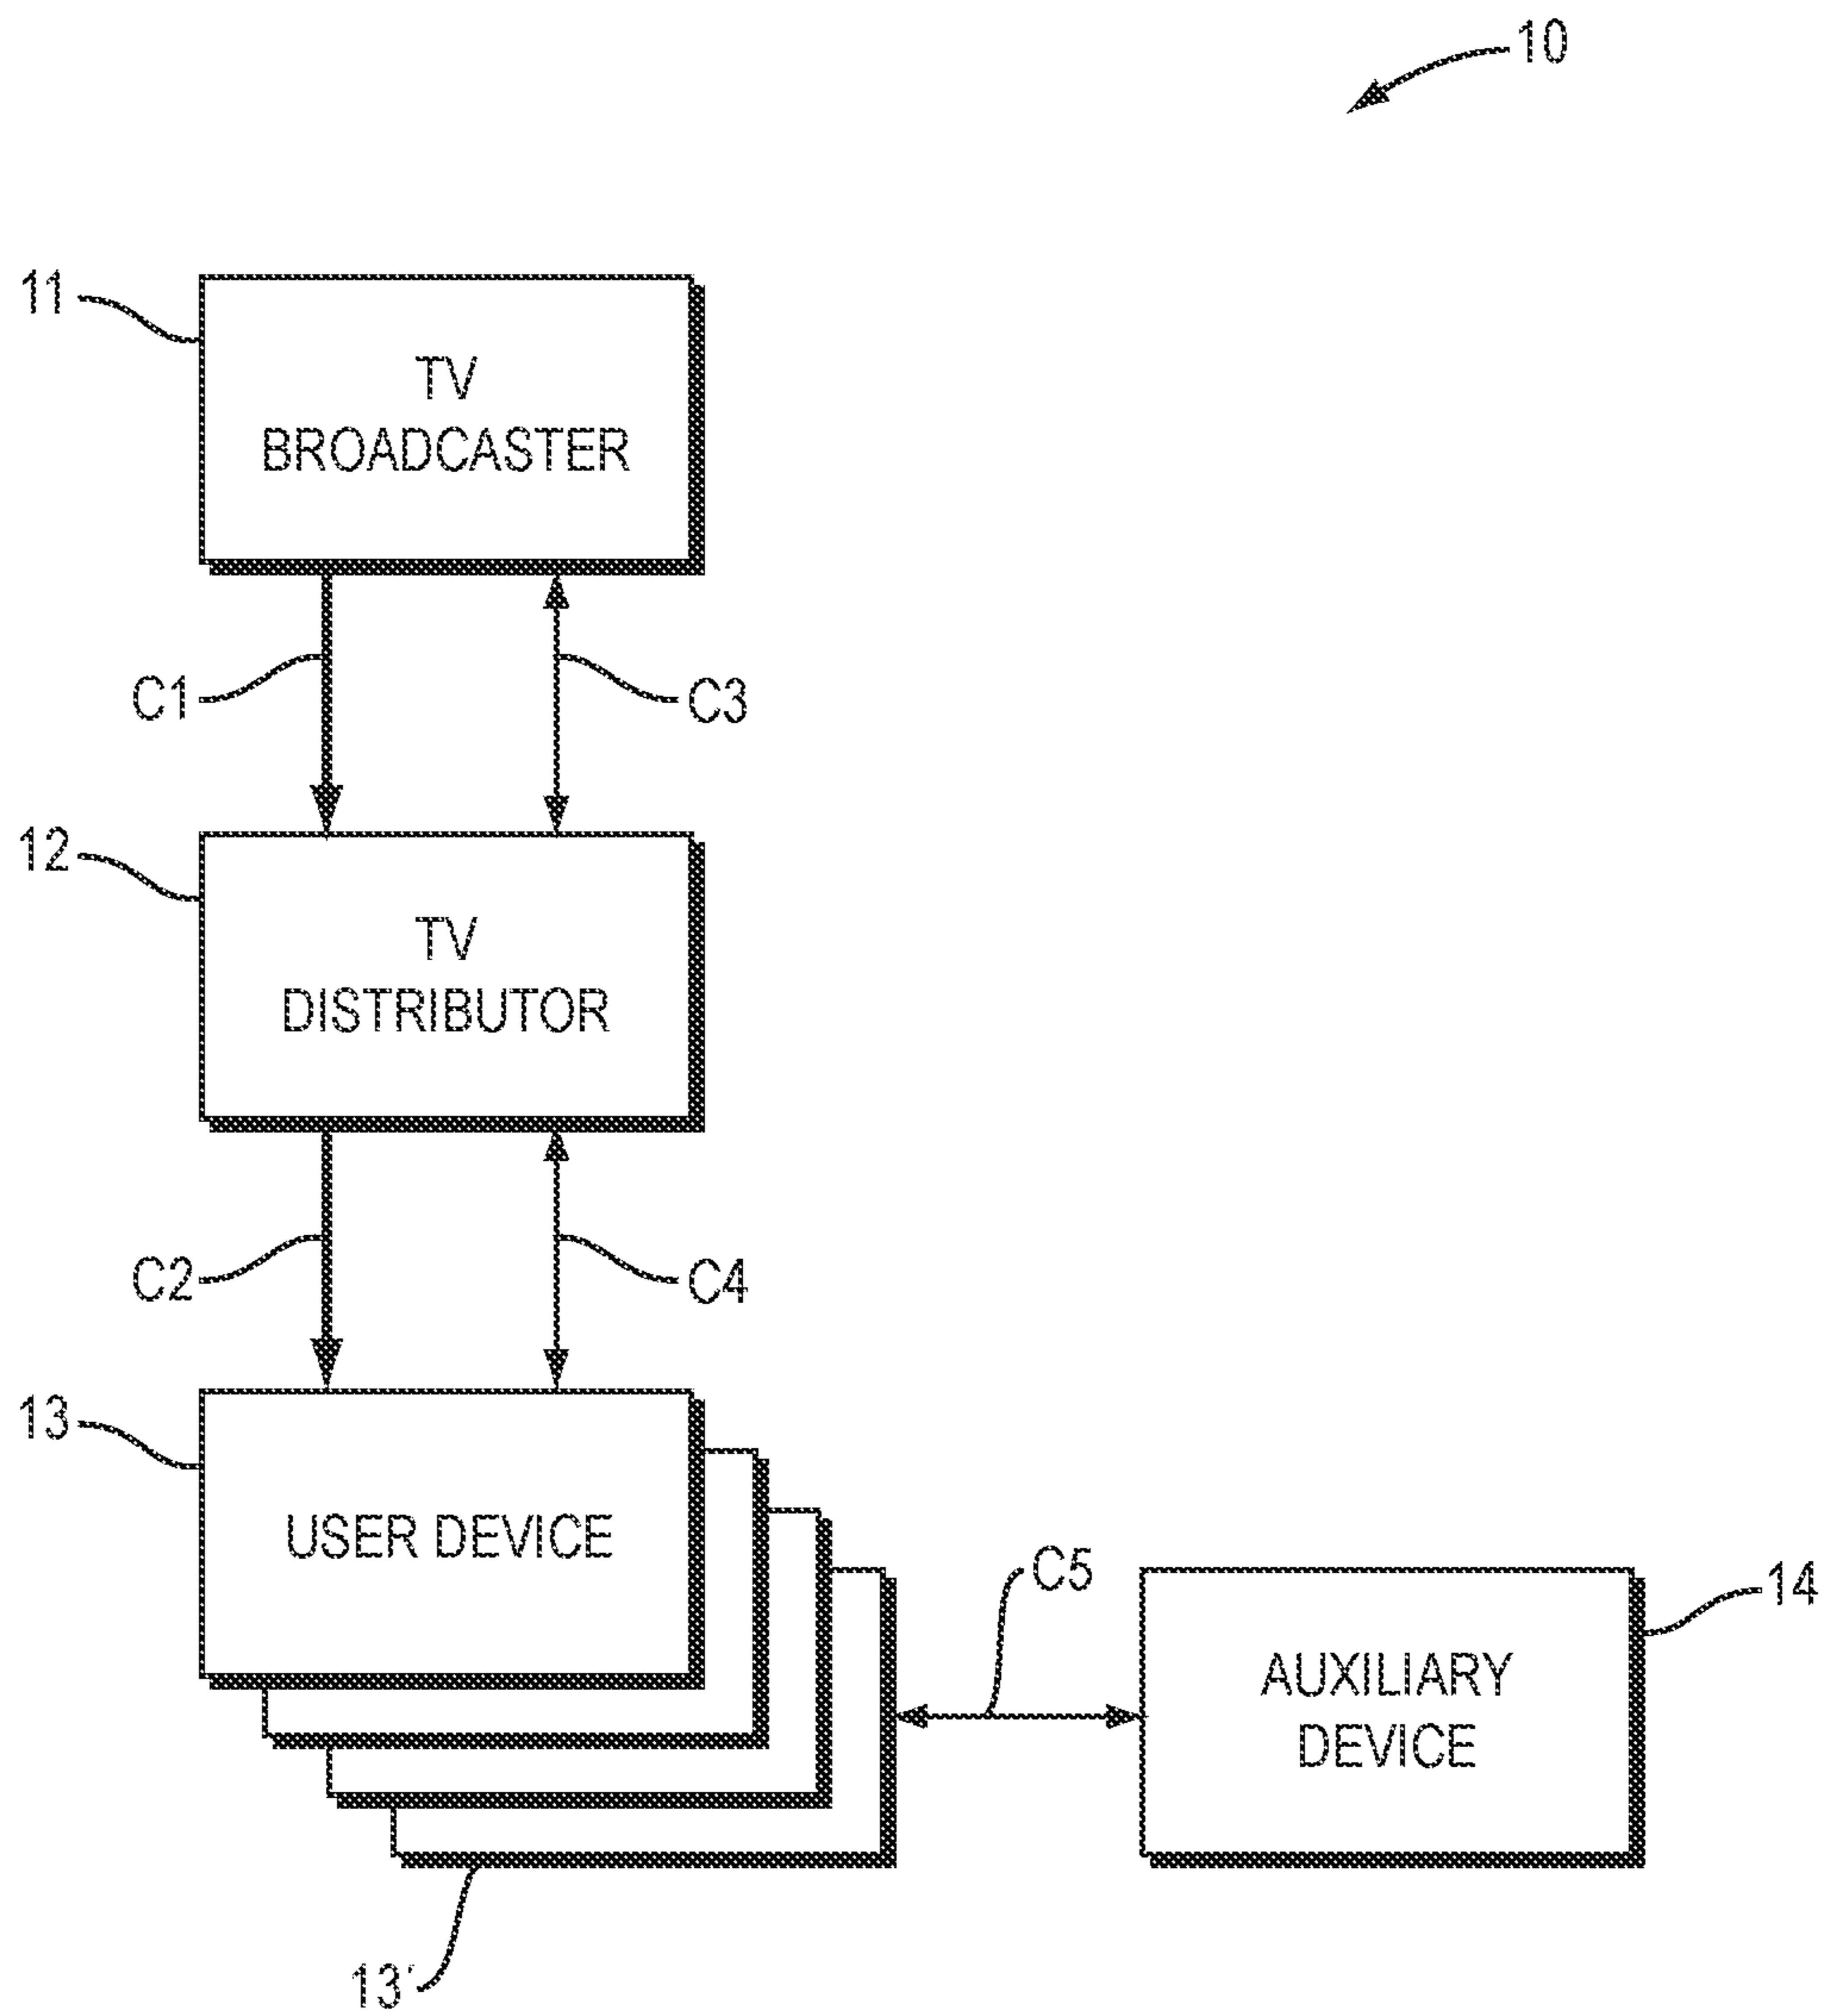 10
11
TV
BROADCASTER
C1
C3
12
TV
DISTRIBUTOR
C2
C4
13
USER DEVICE
C5
14
AUXILIARY
DEVICE
13'